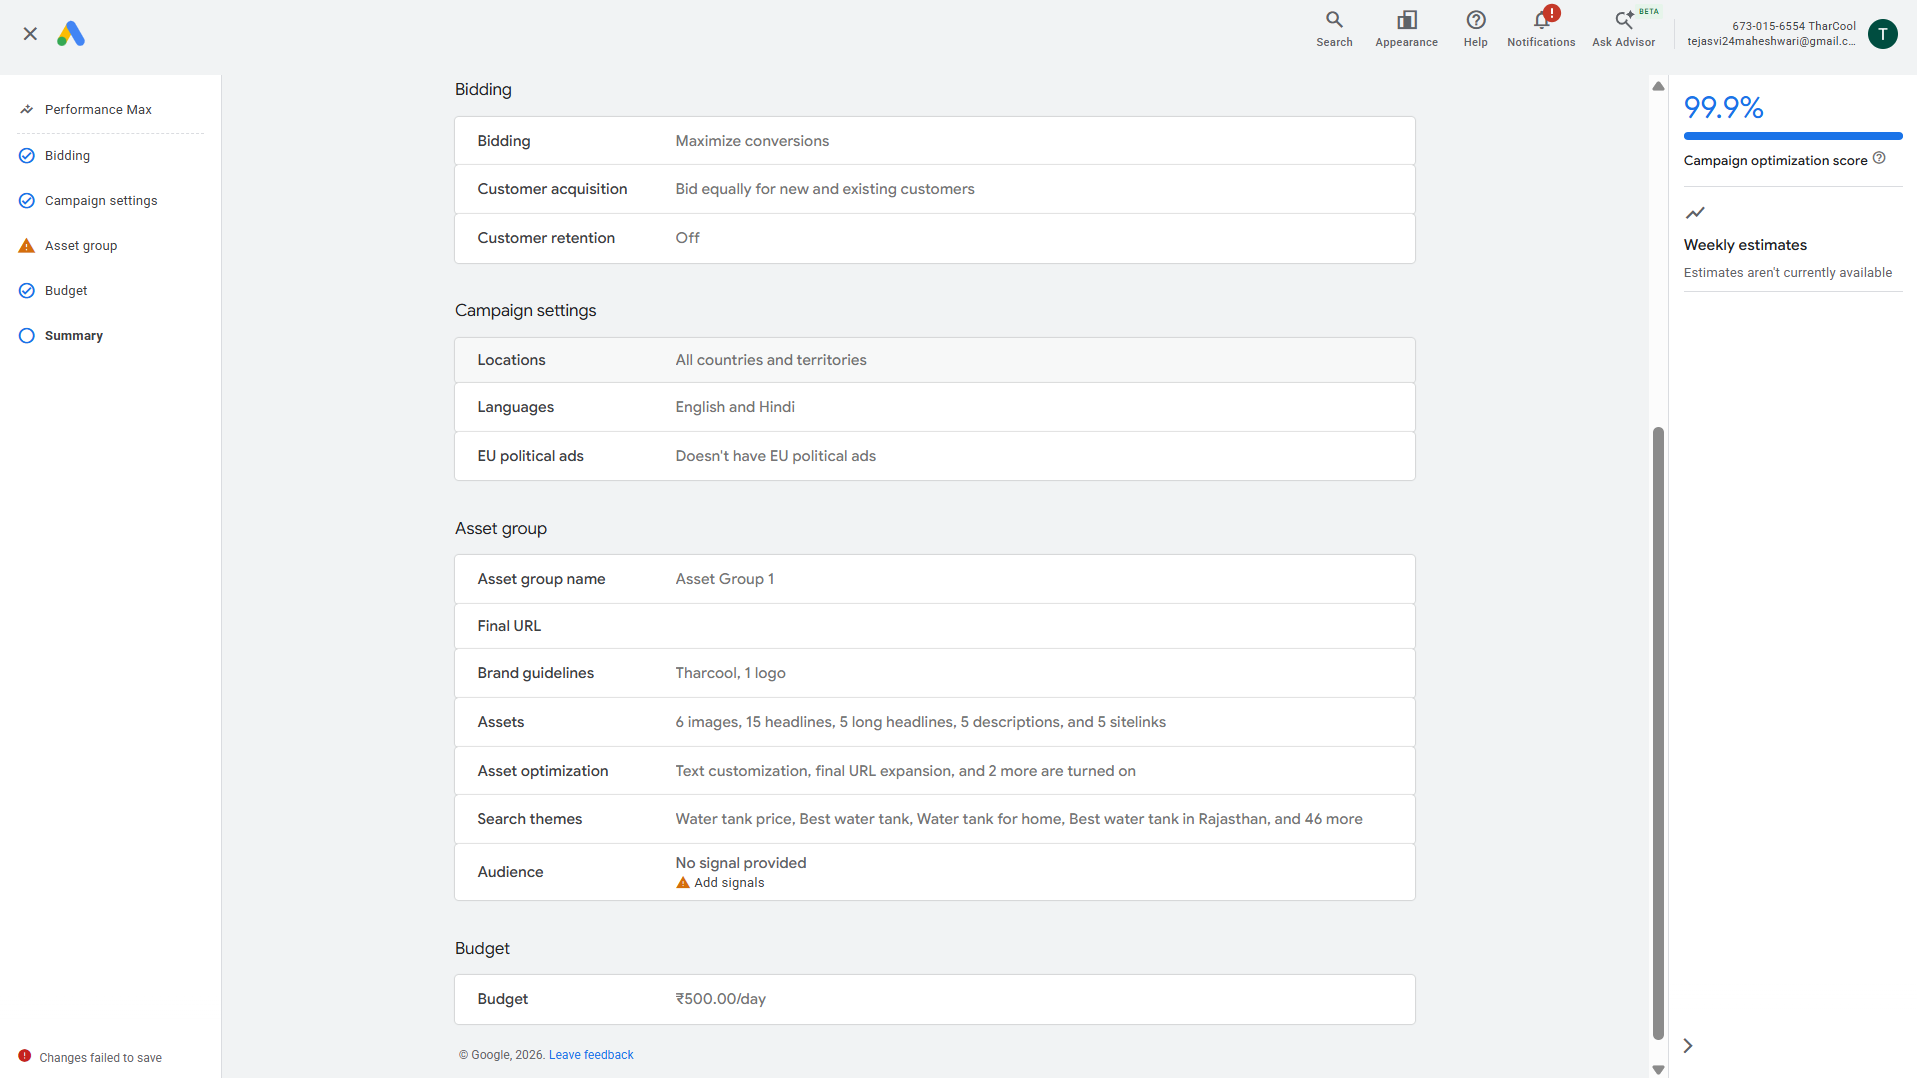 Search
Appearance
Help
Notifications
BETA
Ask Advisor
673-015-6554 TharCool
tejasvi24maheshwari@gmail.c...
T
Performance Max
Bidding
Campaign settings
Asset group
Budget
Summary
Changes failed to save
Bidding
Bidding Maximize conversions
Customer acquisition Bid equally for new and existing customers
Customer retention Off
Campaign settings
Locations All countries and territories
Languages English and Hindi
EU political ads Doesn't have EU political ads
Asset group
Asset group name Asset Group 1
Final URL
Brand guidelines Tharcool, 1 logo
Assets 6 images, 15 headlines, 5 long headlines, 5 descriptions, and 5 sitelinks
Asset optimization Text customization, final URL expansion, and 2 more are turned on
Search themes Water tank price, Best water tank, Water tank for home, Best water tank in Rajasthan, and 46 more
Audience No signal provided
Add signals
Budget
Budget ₹500.00/day
© Google, 2026. Leave feedback
99.9%
Campaign optimization score
Weekly estimates
Estimates aren't currently available